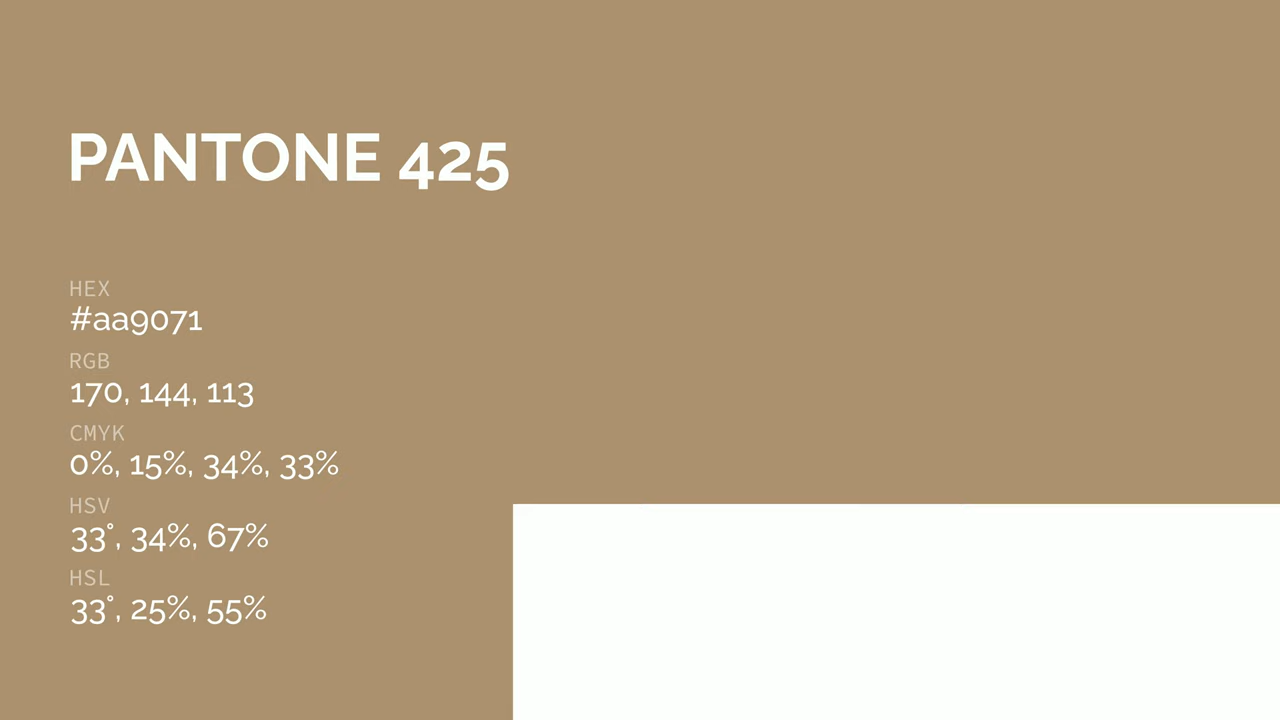 PANTONE 425
HEX
#aa9071
RGB
170, 144, 113
CMYK
0%, 15%, 34%, 33%
HSV
33°, 34%, 67%
HSL
33°, 25%, 55%